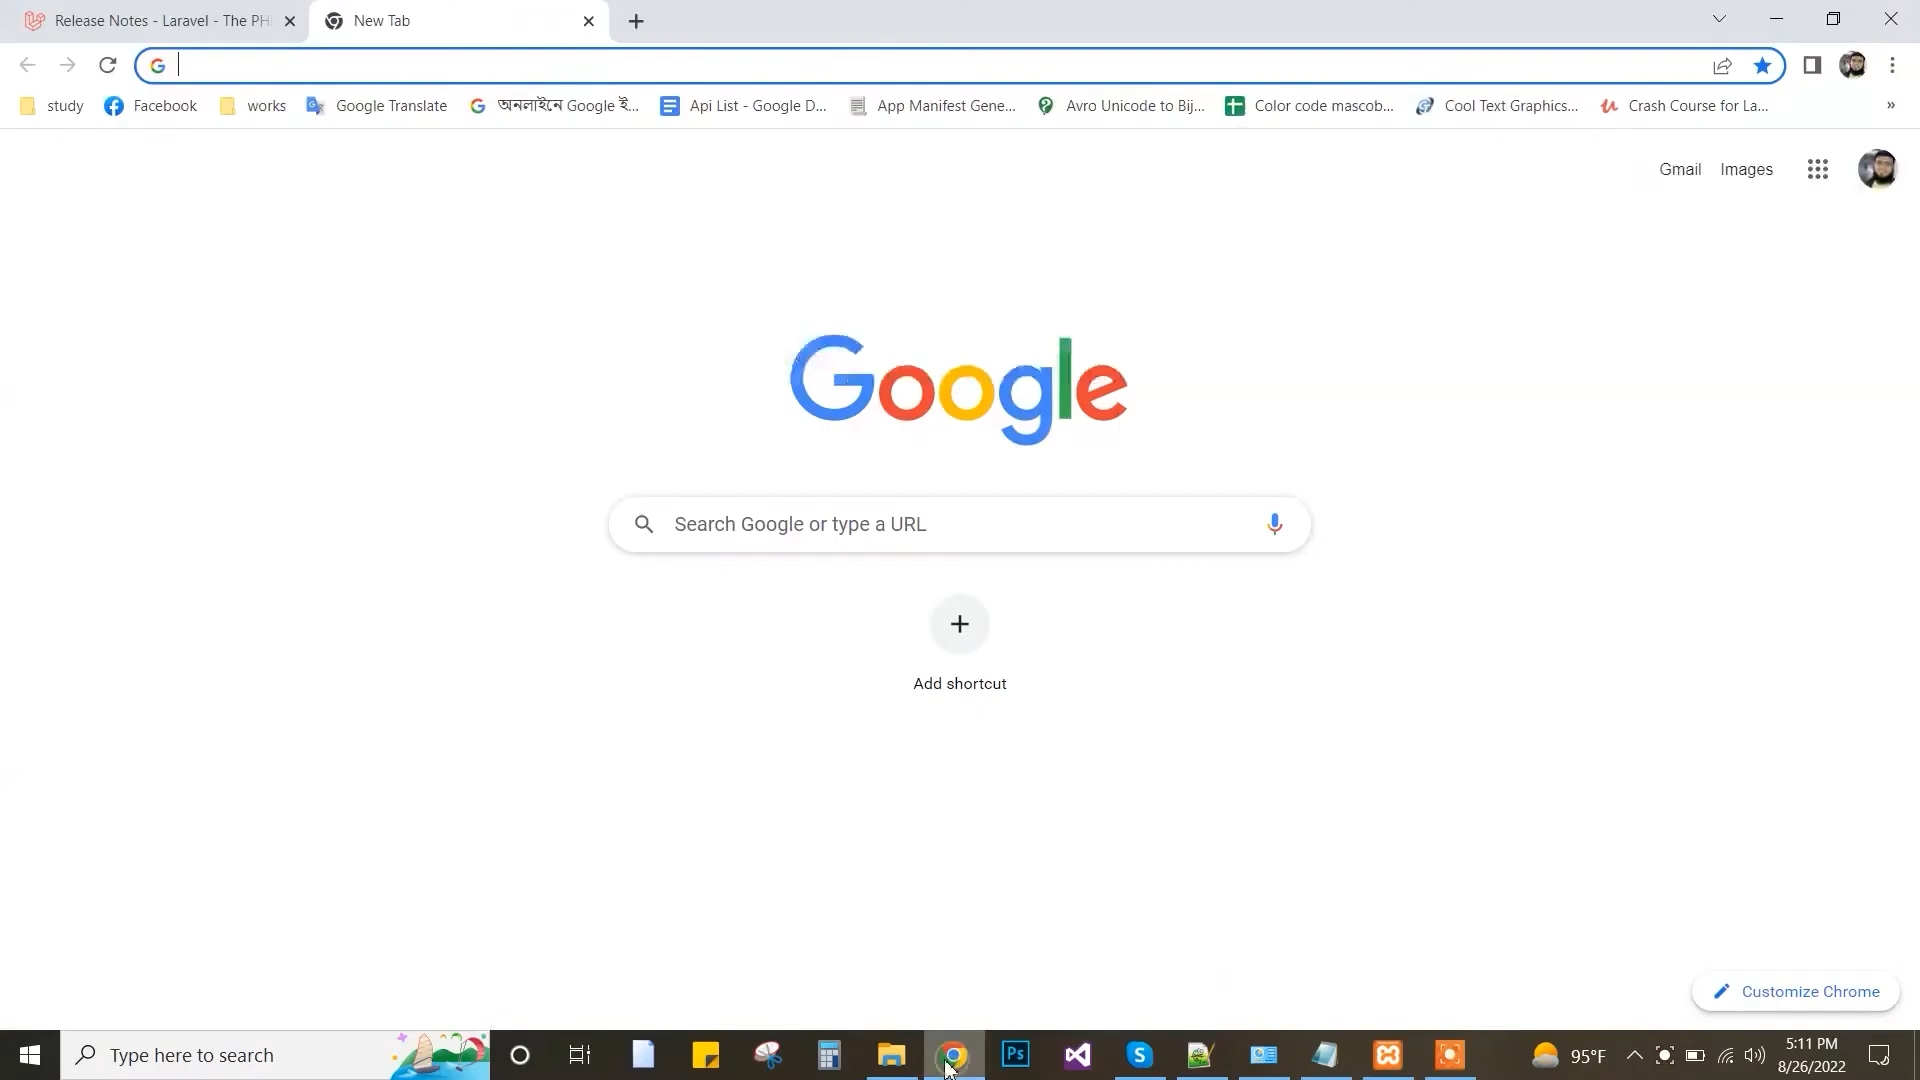 Release Notes - Laravel - The PH
New Tab
study
Facebook
works
Google Translate
অনলাইনে Google ই...
Api List - Google D...
App Manifest Gene...
Avro Unicode to Bij...
Color code mascob...
Cool Text Graphics...
Crash Course for La...
»
Gmail
Images
Google
Search Google or type a URL
Add shortcut
Customize Chrome
Type here to search
Ps
95°F
5:11 PM
8/26/2022